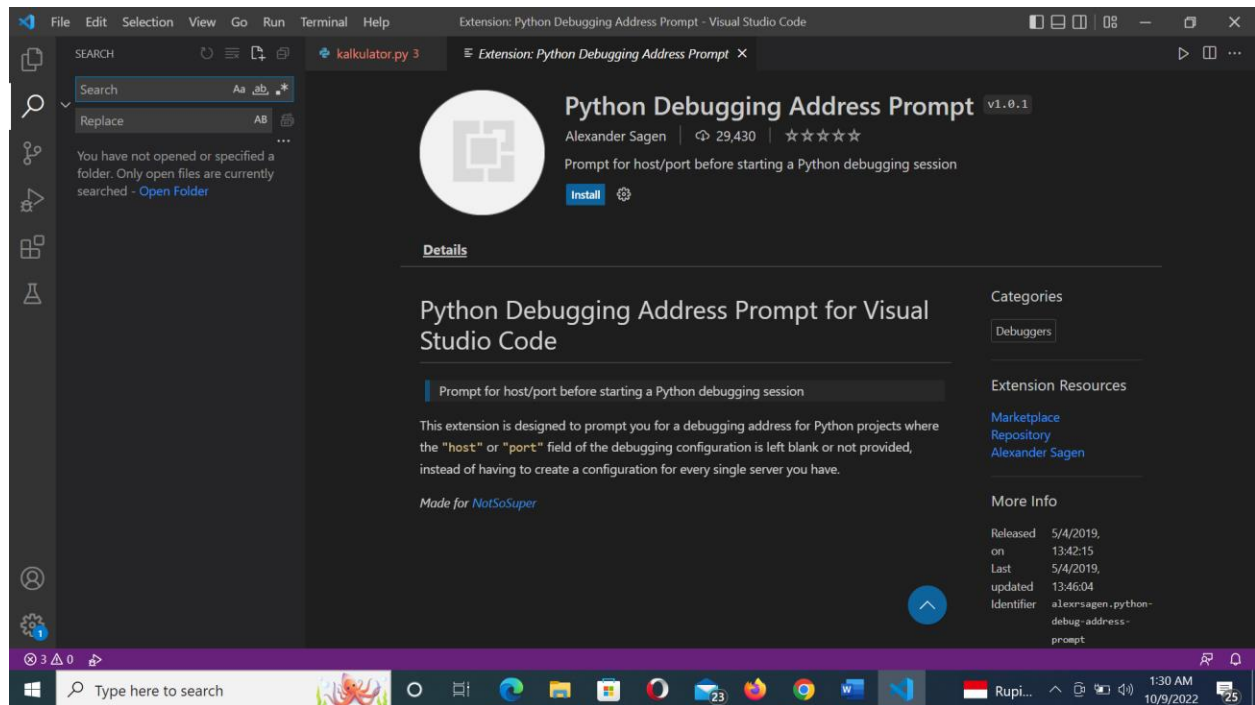 File Edit Selection View Go Run Terminal Help
Extension: Python Debugging Address Prompt - Visual Studio Code
SEARCH
kalkulator.py 3
Extension: Python Debugging Address Prompt
Search
Aa ab *
Replace
AB
...
You have not opened or specified a
folder. Only open files are currently
searched - Open Folder
Python Debugging Address Prompt v1.0.1
Alexander Sagen | 29,430
Prompt for host/port before starting a Python debugging session
Install
Details
Python Debugging Address Prompt for Visual
Studio Code
Prompt for host/port before starting a Python debugging session
This extension is designed to prompt you for a debugging address for Python projects where
the "host" or "port" field of the debugging configuration is left blank or not provided,
instead of having to create a configuration for every single server you have.
Made for NotSoSuper
Categories
Debuggers
Extension Resources
Marketplace
Repository
Alexander Sagen
More Info
Released on 5/4/2019, 13:42:15
Last updated 5/4/2019, 13:46:04
Identifier alexrsagen.python-
debug-address-
prompt
1
3 0
Type here to search
23
Rupi...
1:30 AM
10/9/2022
25